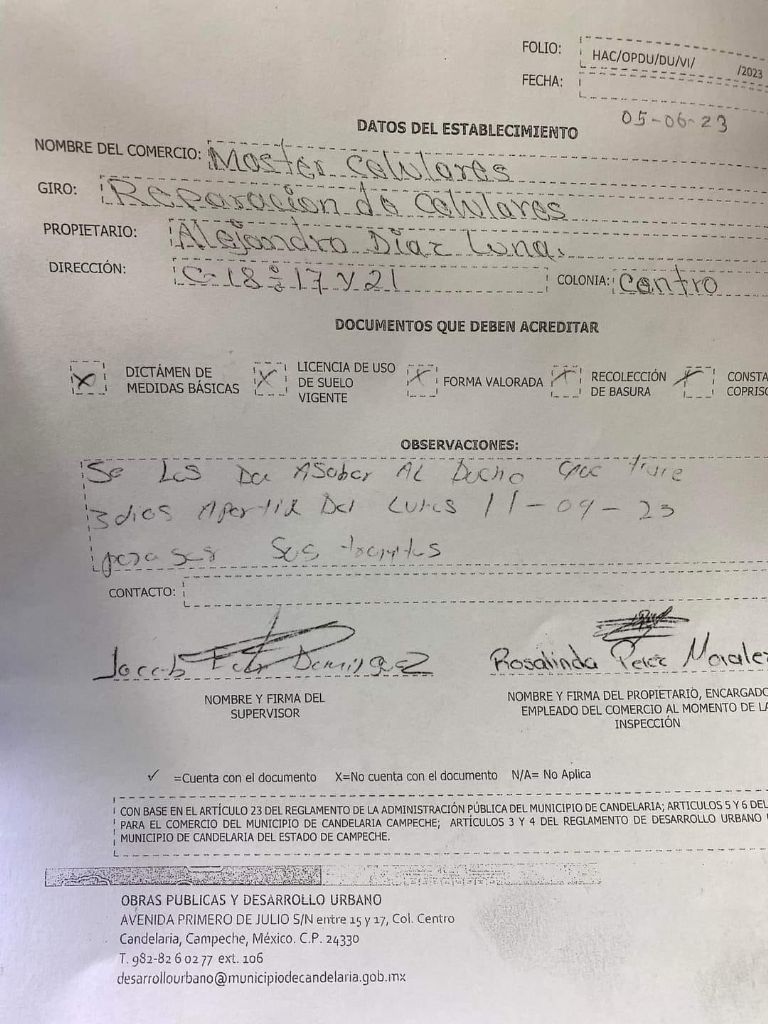 FOLIO: HAC/OPDU/DU/VI/ /2023
FECHA:
05-06-23
DATOS DEL ESTABLECIMIENTO
NOMBRE DEL COMERCIO: Master Celulares
GIRO: Reparacion de Celulares
PROPIETARIO: Alejandro Diaz Luna.
DIRECCIÓN: C-18 17 y 21 COLONIA: Centro
DOCUMENTOS QUE DEBEN ACREDITAR
X DICTÁMEN DE MEDIDAS BÁSICAS X LICENCIA DE USO DE SUELO VIGENTE X FORMA VALORADA X RECOLECCIÓN DE BASURA X CONSTA COPRISC
OBSERVACIONES:
Se Les Da ASaber AL Ducño que tiene
3 dias Apartir Del Lunes 11-09-23
para ser Sus tramites
CONTACTO:
Jacob Dominguez Rosalinda Perez Morales
NOMBRE Y FIRMA DEL SUPERVISOR
NOMBRE Y FIRMA DEL PROPIETARIO, ENCARGADO
EMPLEADO DEL COMERCIO AL MOMENTO DE LA
INSPECCIÓN
✓ =Cuenta con el documento X=No cuenta con el documento N/A= No Aplica
CON BASE EN EL ARTÍCULO 23 DEL REGLAMENTO DE LA ADMINISTRACIÓN PÚBLICA DEL MUNICIPIO DE CANDELARIA; ARTICULOS 5 Y 6 DEL
PARA EL COMERCIO DEL MUNICIPIO DE CANDELARIA CAMPECHE; ARTÍCULOS 3 Y 4 DEL REGLAMENTO DE DESARROLLO URBANO
MUNICIPIO DE CANDELARIA DEL ESTADO DE CAMPECHE.
OBRAS PUBLICAS Y DESARROLLO URBANO
AVENIDA PRIMERO DE JULIO S/N entre 15 y 17, Col. Centro
Candelaria, Campeche, México. C.P. 24330
T. 982-82 6 02 77 ext. 106
desarrollourbano@municipiodecandelaria.gob.mx